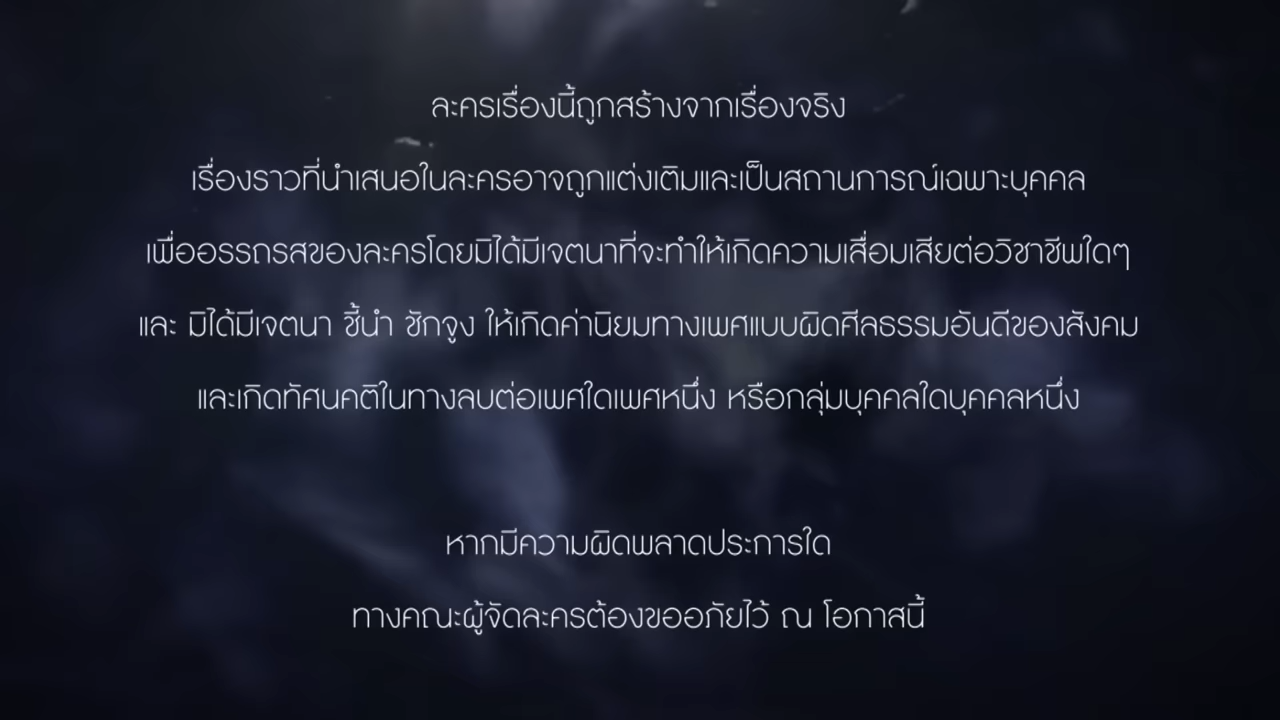 ละครเรื่องนี้ถูกสร้างจากเรื่องจริง
เรื่องราวที่นำเสนอในละครอาจถูกแต่งเติมและเป็นสถานการณ์เฉพาะบุคคล
เพื่ออรรถรสของละครโดยมิได้มีเจตนาที่จะทำให้เกิดความเสื่อมเสียต่อวิชาชีพใดๆ
และ มิได้มีเจตนา ชี้นำ ชักจูง ให้เกิดค่านิยมทางเพศแบบผิดศีลธรรมอันดีของสังคม
และเกิดทัศนคติในทางลบต่อเพศใดเพศหนึ่ง หรือกลุ่มบุคคลใดบุคคลหนึ่ง
หากมีความผิดพลาดประการใด
ทางคณะผู้จัดละครต้องขออภัยไว้ ณ โอกาสนี้